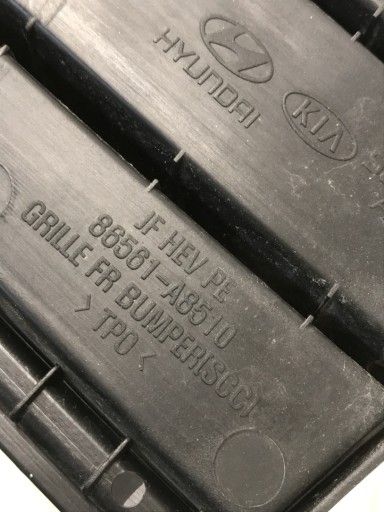 HYUNDAI
KIA
JF HEV PE
86561-A8510
GRILLE FR BUMPER(SCC)
> TPO <